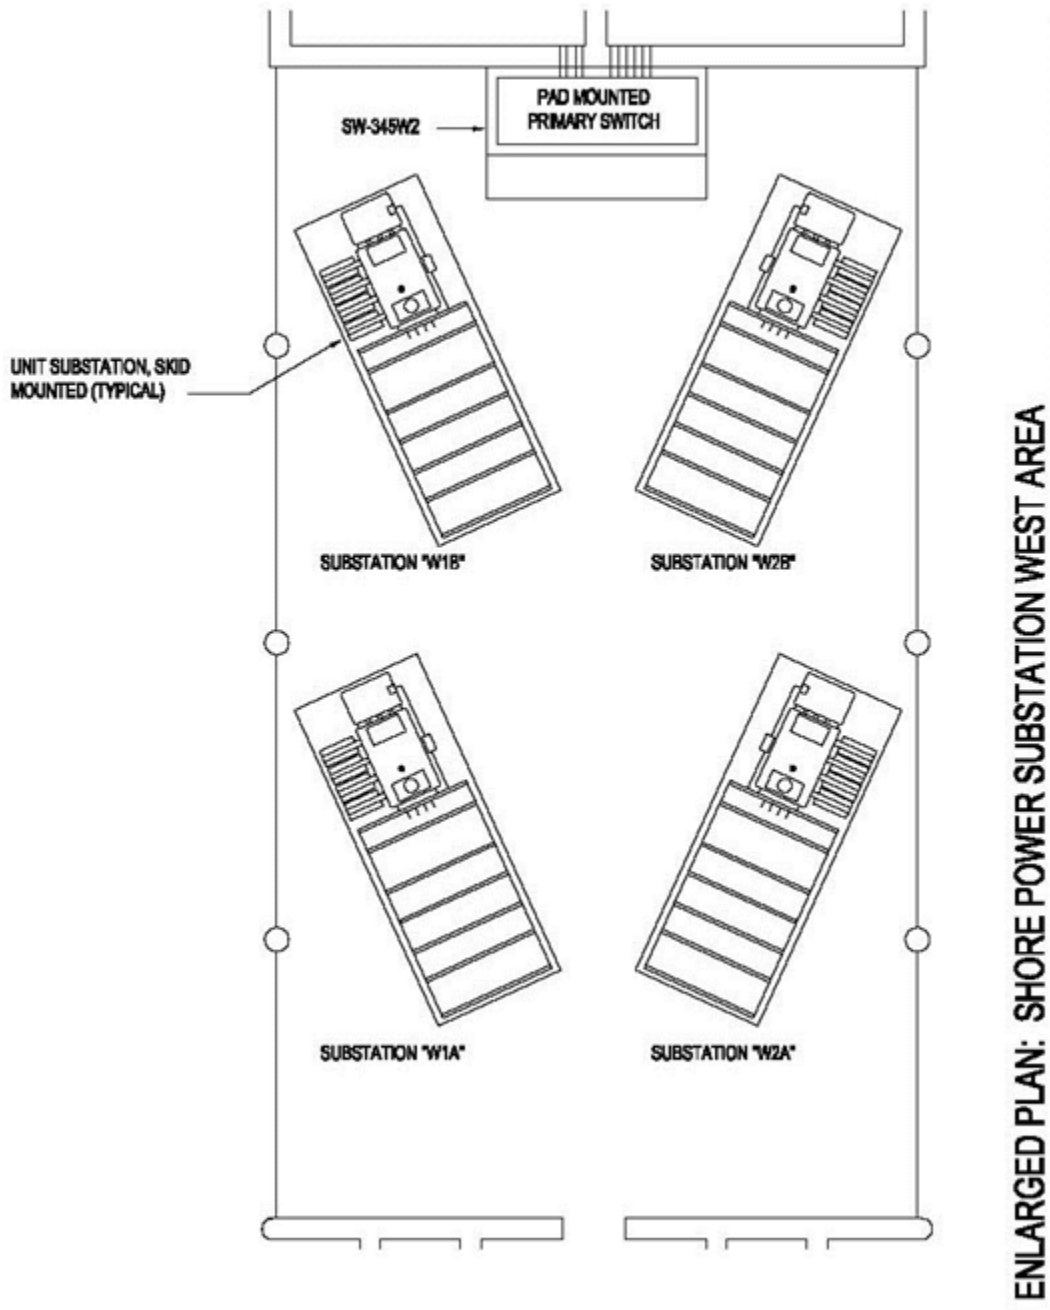 PAD MOUNTED
PRIMARY SWITCH
SW-345W2
UNIT SUBSTATION, SKID
MOUNTED (TYPICAL)
SUBSTATION "W1B"
SUBSTATION "W2B"
SUBSTATION "W1A"
SUBSTATION "W2A"
ENLARGED PLAN: SHORE POWER SUBSTATION WEST AREA